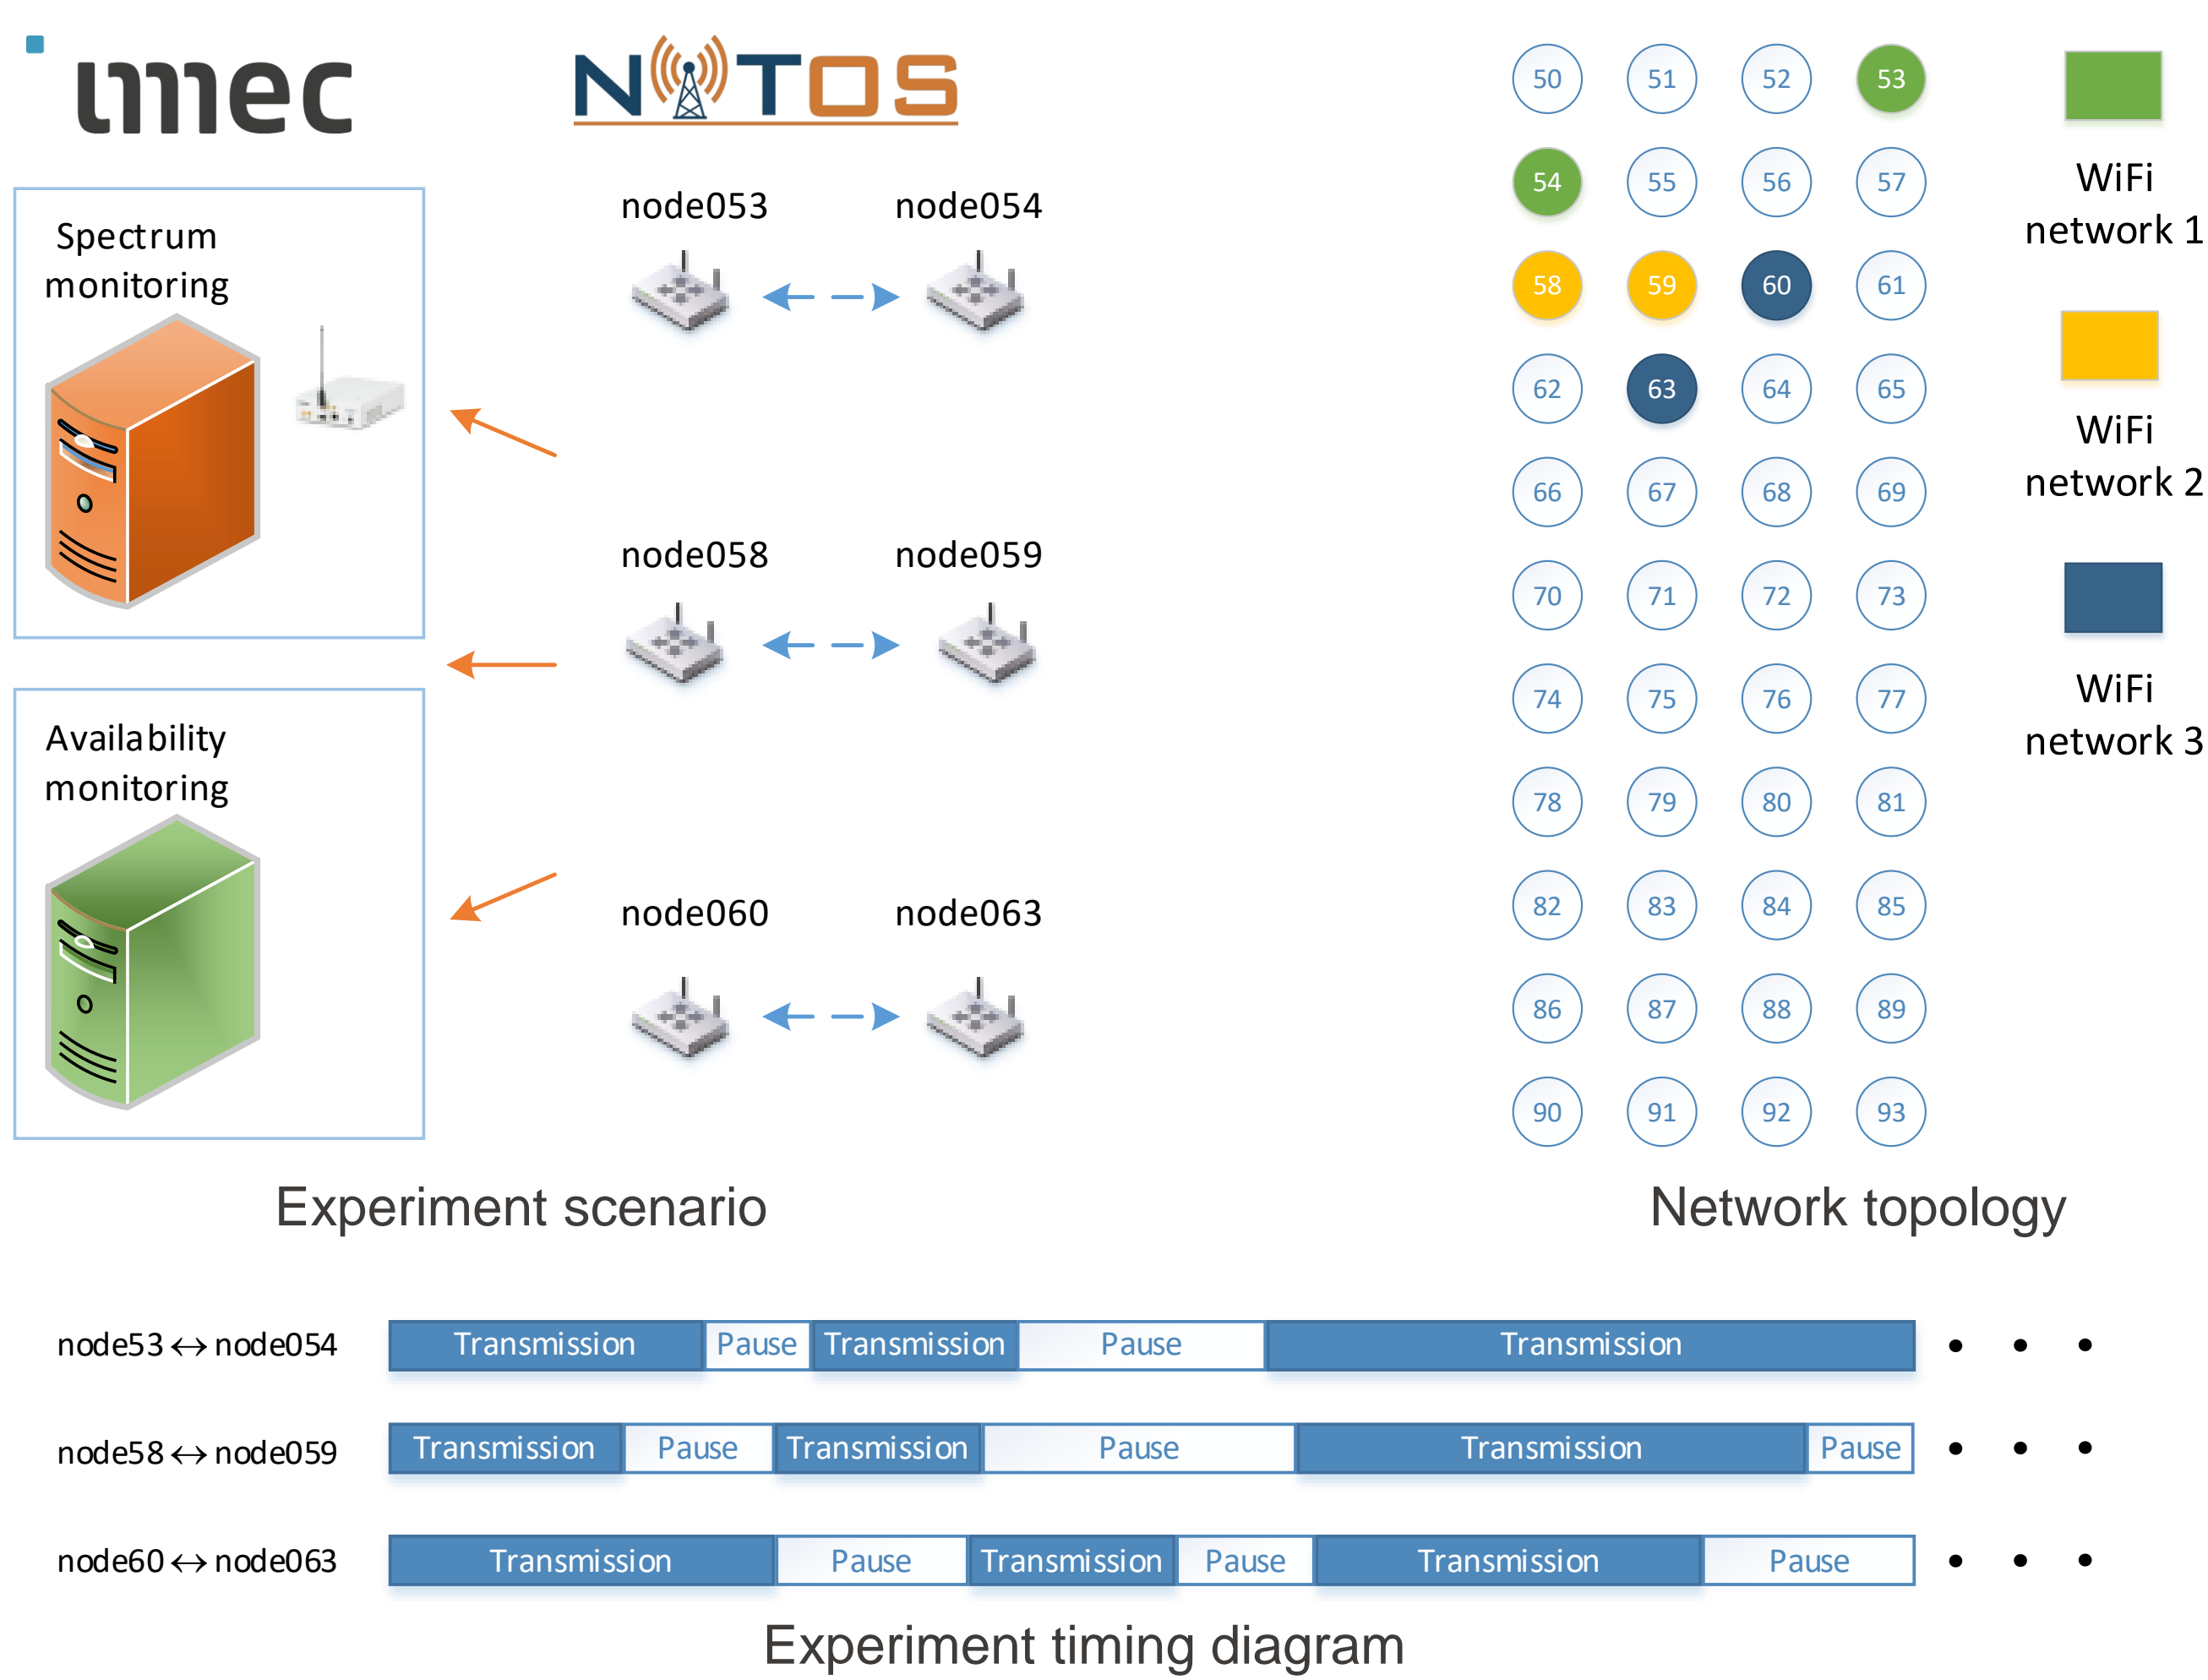 imec
NITOS
Spectrum
monitoring
node053
node054
node058
node059
Availability
monitoring
node060
node063
Experiment scenario
50 51 52 53
54 55 56 57
58 59 60 61
62 63 64 65
66 67 68 69
70 71 72 73
74 75 76 77
78 79 80 81
82 83 84 85
86 87 88 89
90 91 92 93
WiFi
network 1
WiFi
network 2
WiFi
network 3
Network topology
node53 ↔ node054
Transmission Pause Transmission Pause Transmission • • •
node58 ↔ node059
Transmission Pause Transmission Pause Transmission Pause • • •
node60 ↔ node063
Transmission Pause Transmission Pause Transmission Pause • • •
Experiment timing diagram